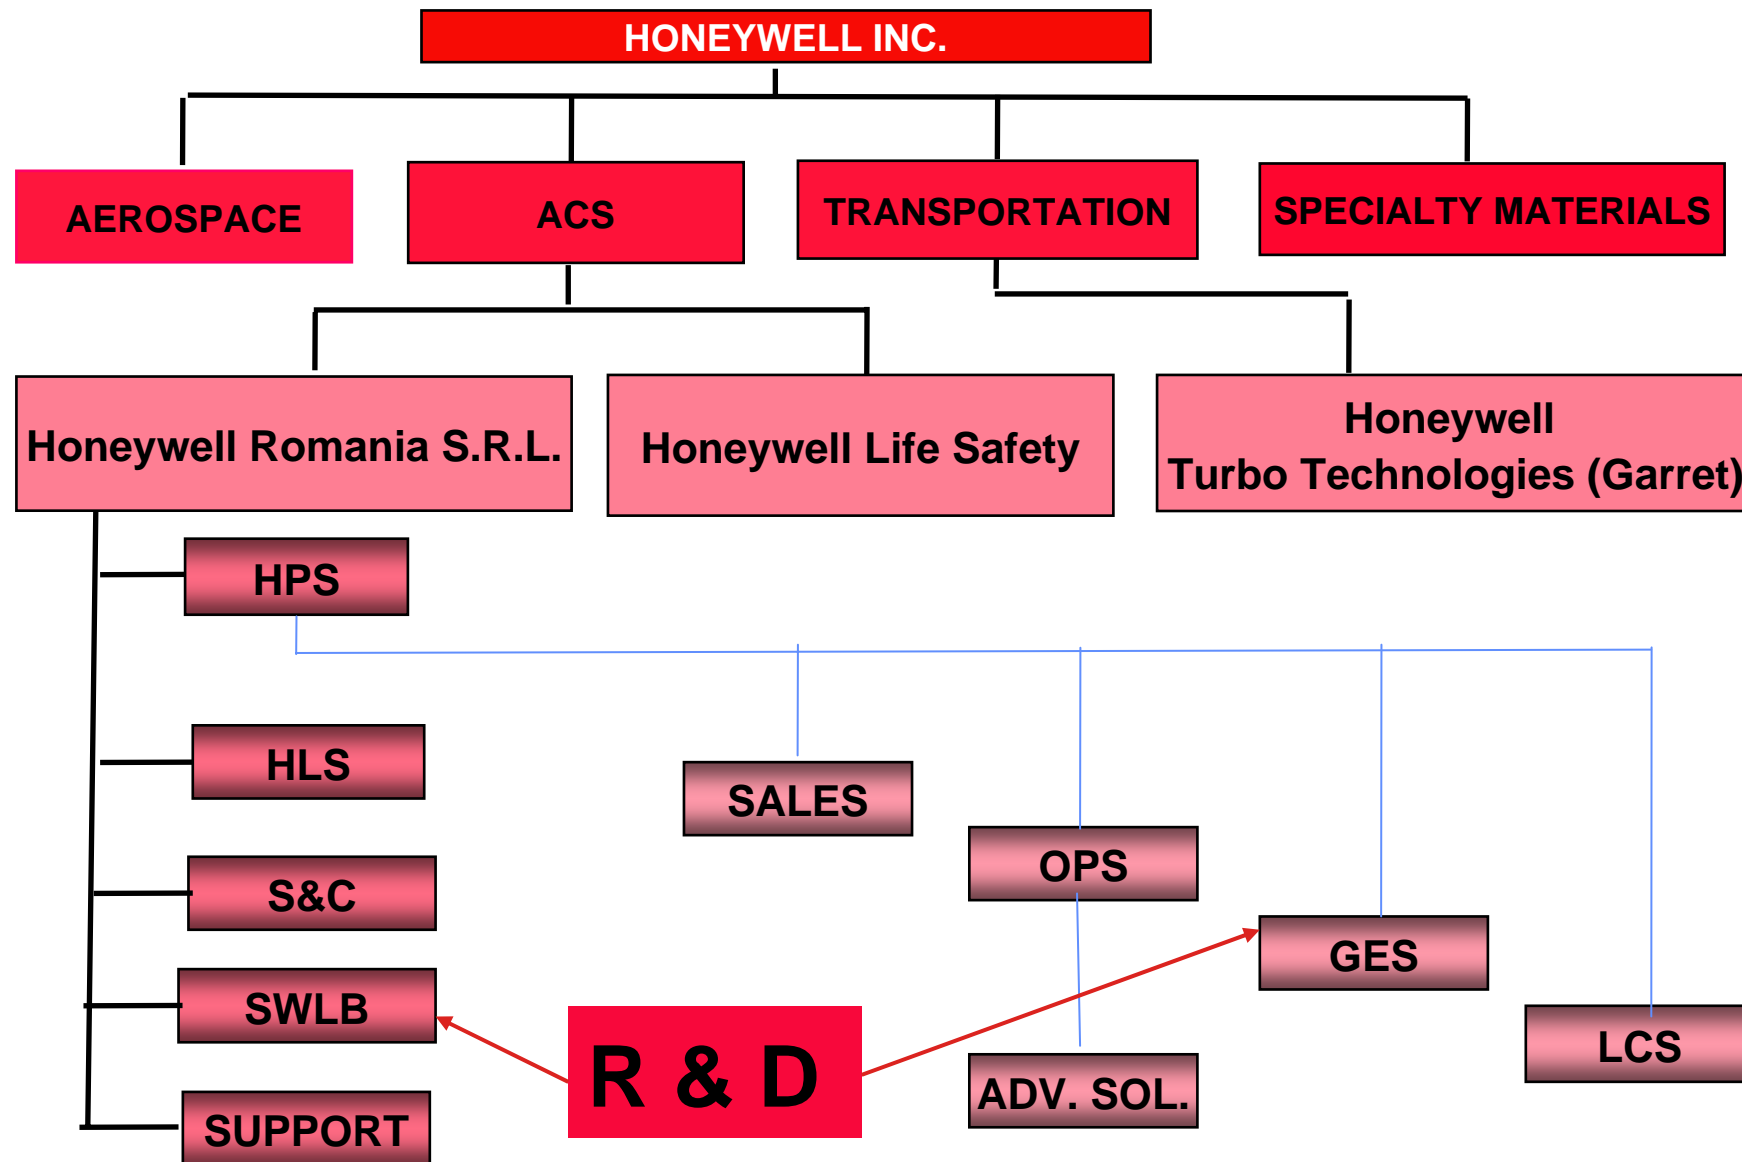 HONEYWELL INC.
AEROSPACE
ACS
TRANSPORTATION
SPECIALTY MATERIALS
Honeywell Romania S.R.L.
Honeywell Life Safety
Honeywell
Turbo Technologies (Garret)
HPS
HLS
SALES
OPS
S&C
GES
SWLB
R & D
LCS
ADV. SOL.
SUPPORT